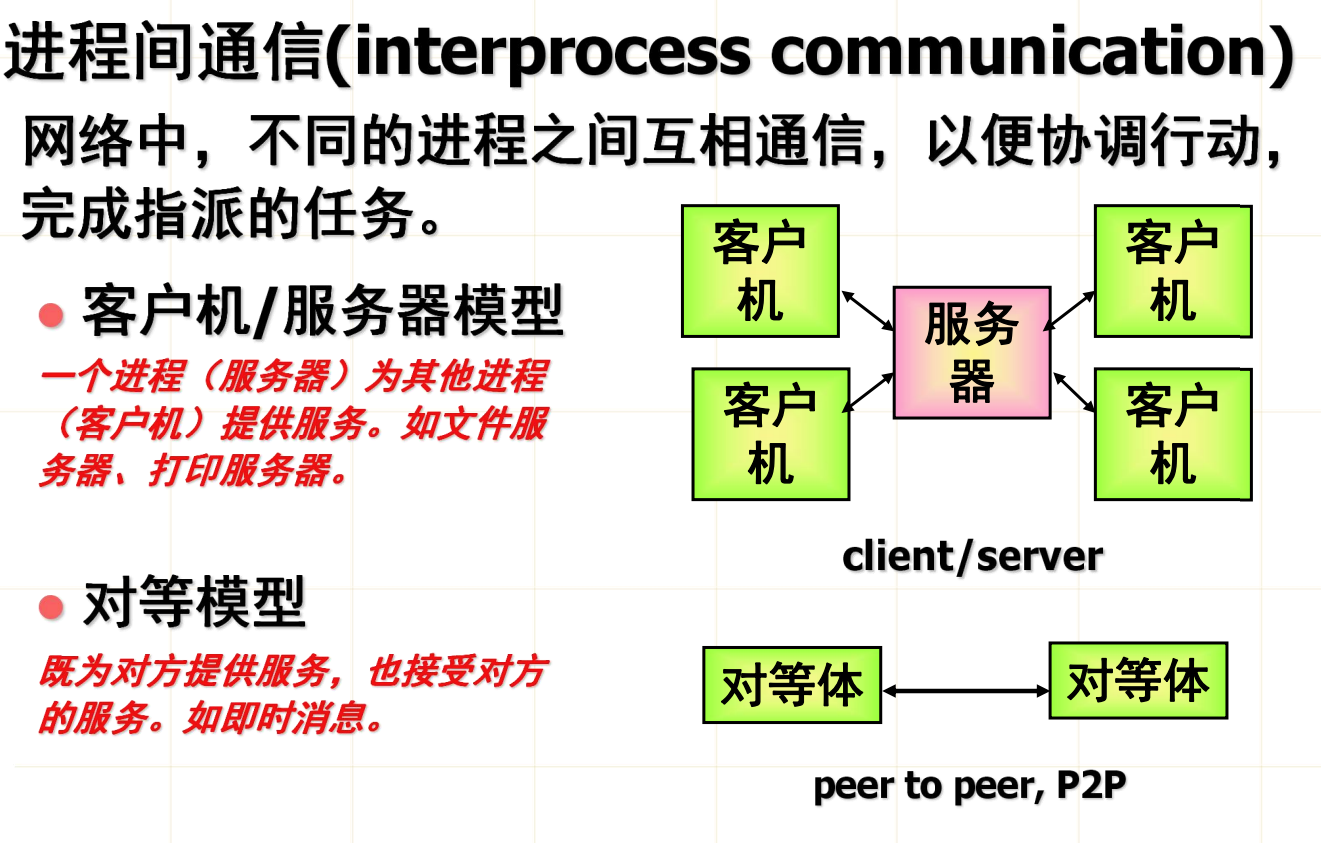 进程间通信(interprocess communication)
网络中，不同的进程之间互相通信，以便协调行动，
完成指派的任务。
客户机/服务器模型
一个进程（服务器）为其他进程
（客户机）提供服务。如文件服
务器、打印服务器。
客户
机
客户
机
服务
器
客户
机
客户
机
client/server
对等模型
既为对方提供服务，也接受对方
的服务。如即时消息。
对等体
对等体
peer to peer, P2P